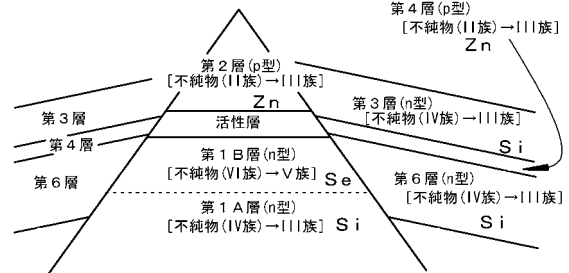 第4層(p型)
[不純物(II族)→III族]
Zn
第2層(p型)
[不純物(II族)→III族]
Zn
第3層
第3層(n型)
[不純物(IV族)→III族]
Si
活性層
第4層
第1B層(n型)
[不純物(VI族)→V族]
Se
第6層
第6層(n型)
[不純物(IV族)→III族]
Si
第1A層(n型)
[不純物(IV族)→III族]
Si